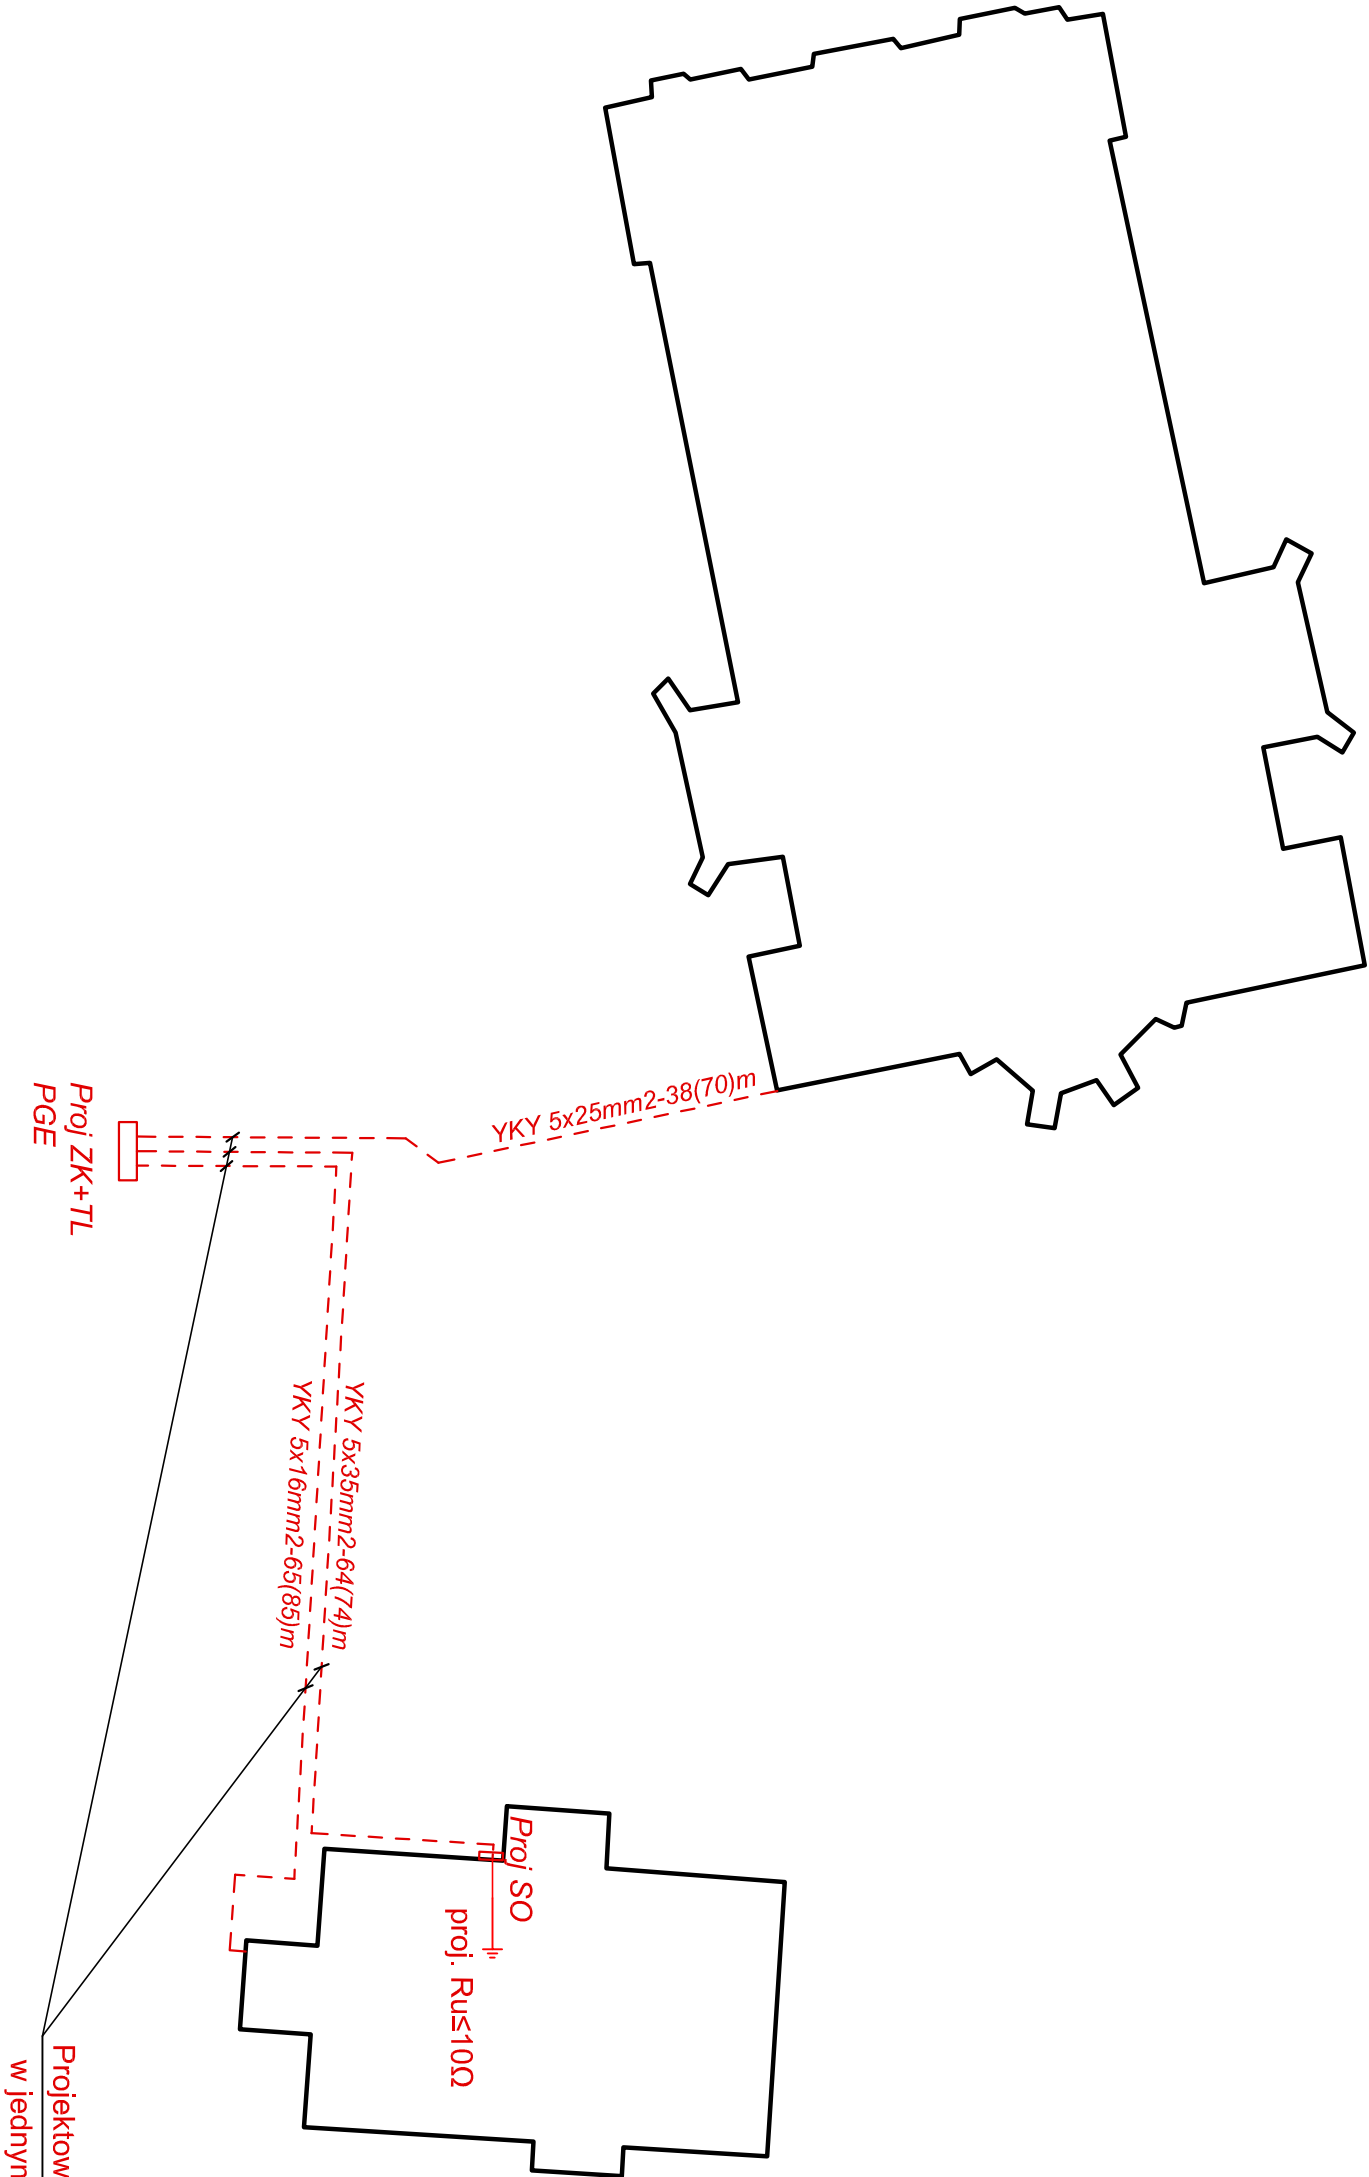 YKY 5x25mm2-38(70)m
Proj ZK+TL
PGE
YKY 5x35mm2-64(74)m
YKY 5x16mm2-65(85)m
Proj SO
proj. Ru≤10Ω
Projektow
w jednym